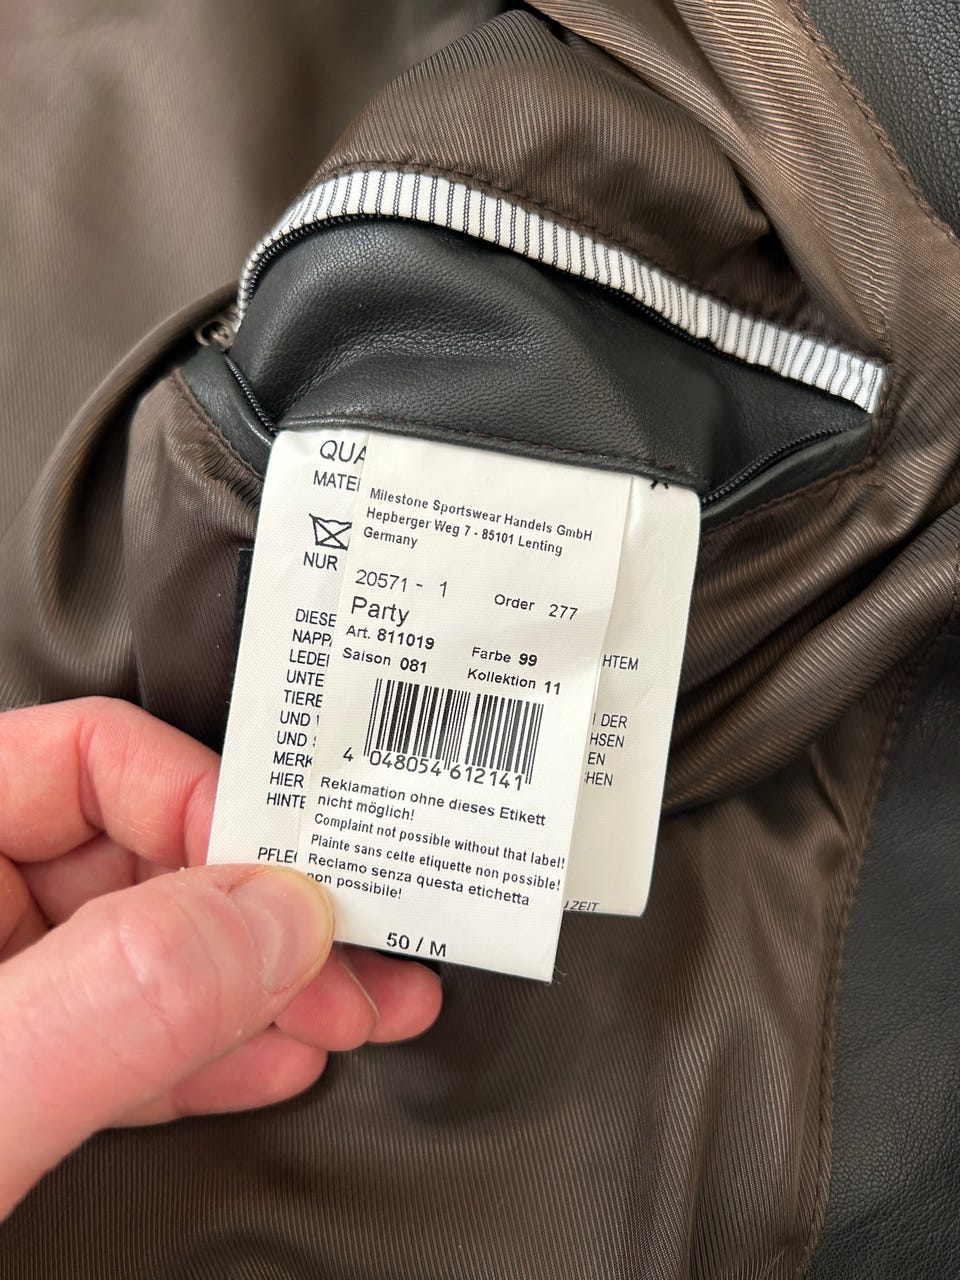 Milestone Sportswear Handels GmbH
Hepberger Weg 7 - 85101 Lenting
Germany
20571 - 1
Order 277
Party
Art. 811019
Farbe 99
Saison 081
Kollektion 11
4 048054 612141
Reklamation ohne dieses Etikett
nicht möglich!
Complaint not possible without that label!
Plainte sans cette etiquette non possible!
Reclamo senza questa etichetta
non possibile!
50 / M
QUA
MATE
NUR
DIESE
NAPP
LEDE
UNTE
TIERE
UND
UND
MERK
HIER
HINTE
PFLE
HTEM
DER
HSEN
EN
CHEN
ZEIT